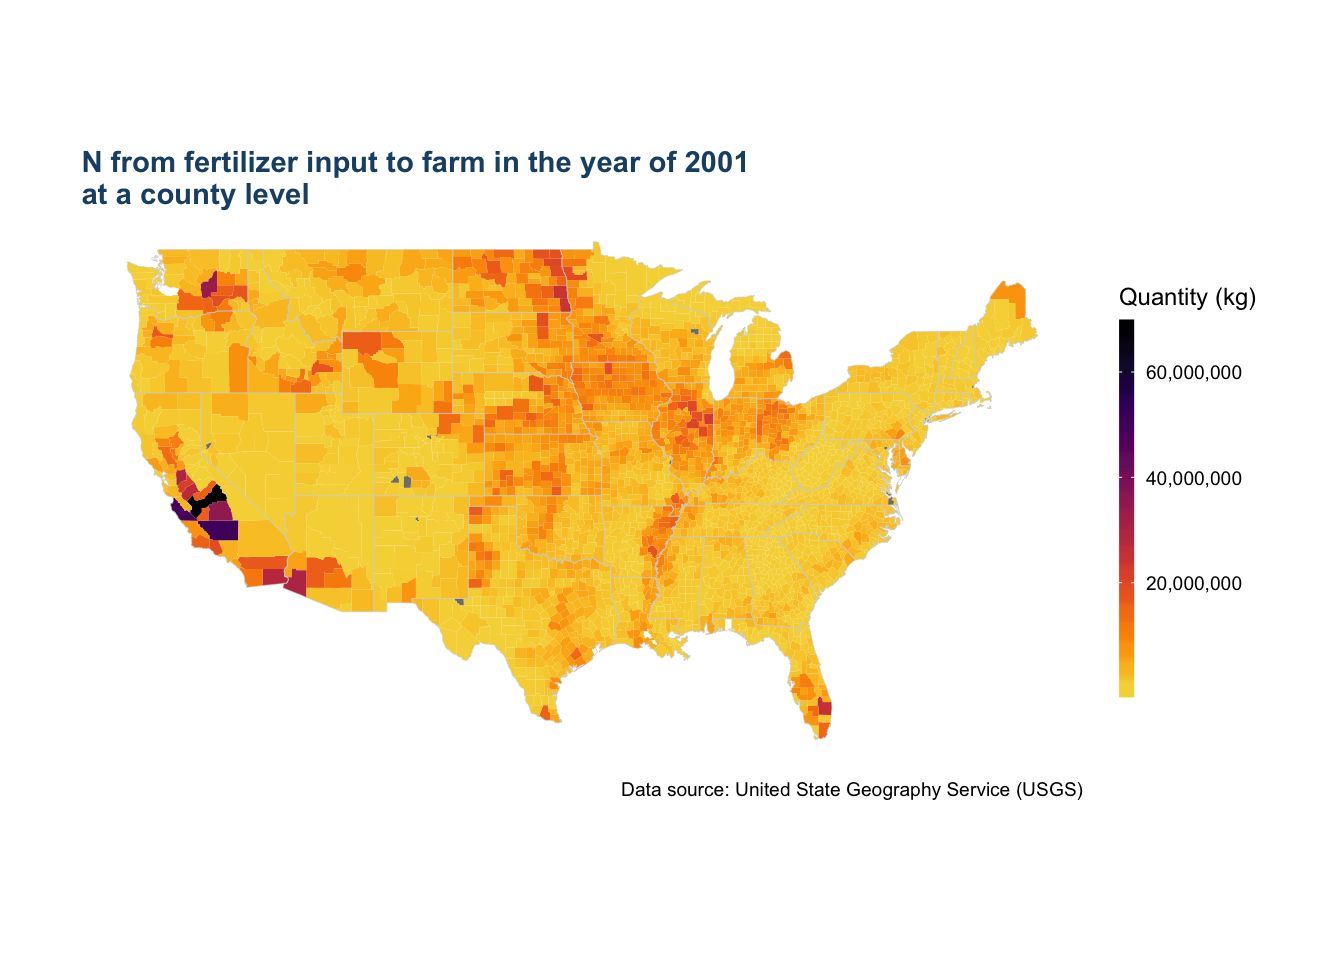 N from fertilizer input to farm in the year of 2001
at a county level
Quantity (kg)
60,000,000
40,000,000
20,000,000
Data source: United State Geography Service (USGS)